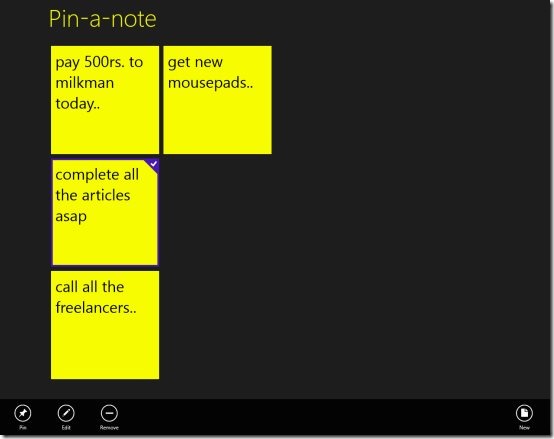 Pin-a-note
pay 500rs. to
milkman
today..
get new
mousepads..
complete all
the articles
asap
call all the
freelancers..
Pin
Edit
Remove
New